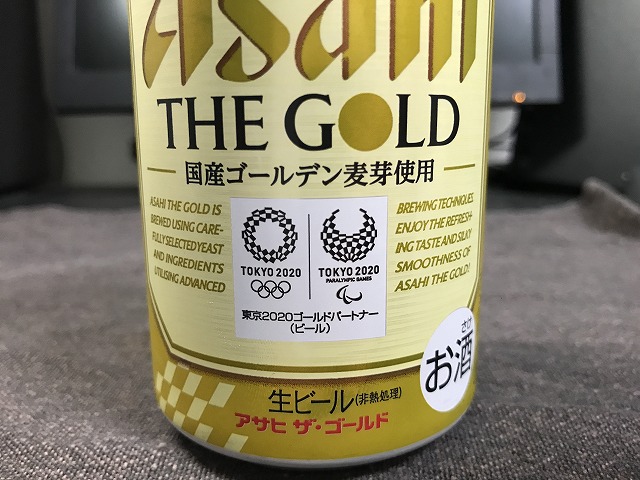 Asahi
THE GOLD
国産ゴールデン麦芽使用
ASAHI THE GOLD IS
BREWED USING CARE-
FULLY SELECTED YEAST
AND INGREDIENTS
UTILISING ADVANCED
BREWING TECHNIQUES.
ENJOY THE REFRESH-
ING TASTE AND SILKY
SMOOTHNESS OF
ASAHI THE GOLD!
TOKYO 2020
TOKYO 2020
PARALYMPIC GAMES
東京2020ゴールドパートナー
(ビール)
さけ
お酒
生ビール(非熱処理)
アサヒ ザ・ゴールド